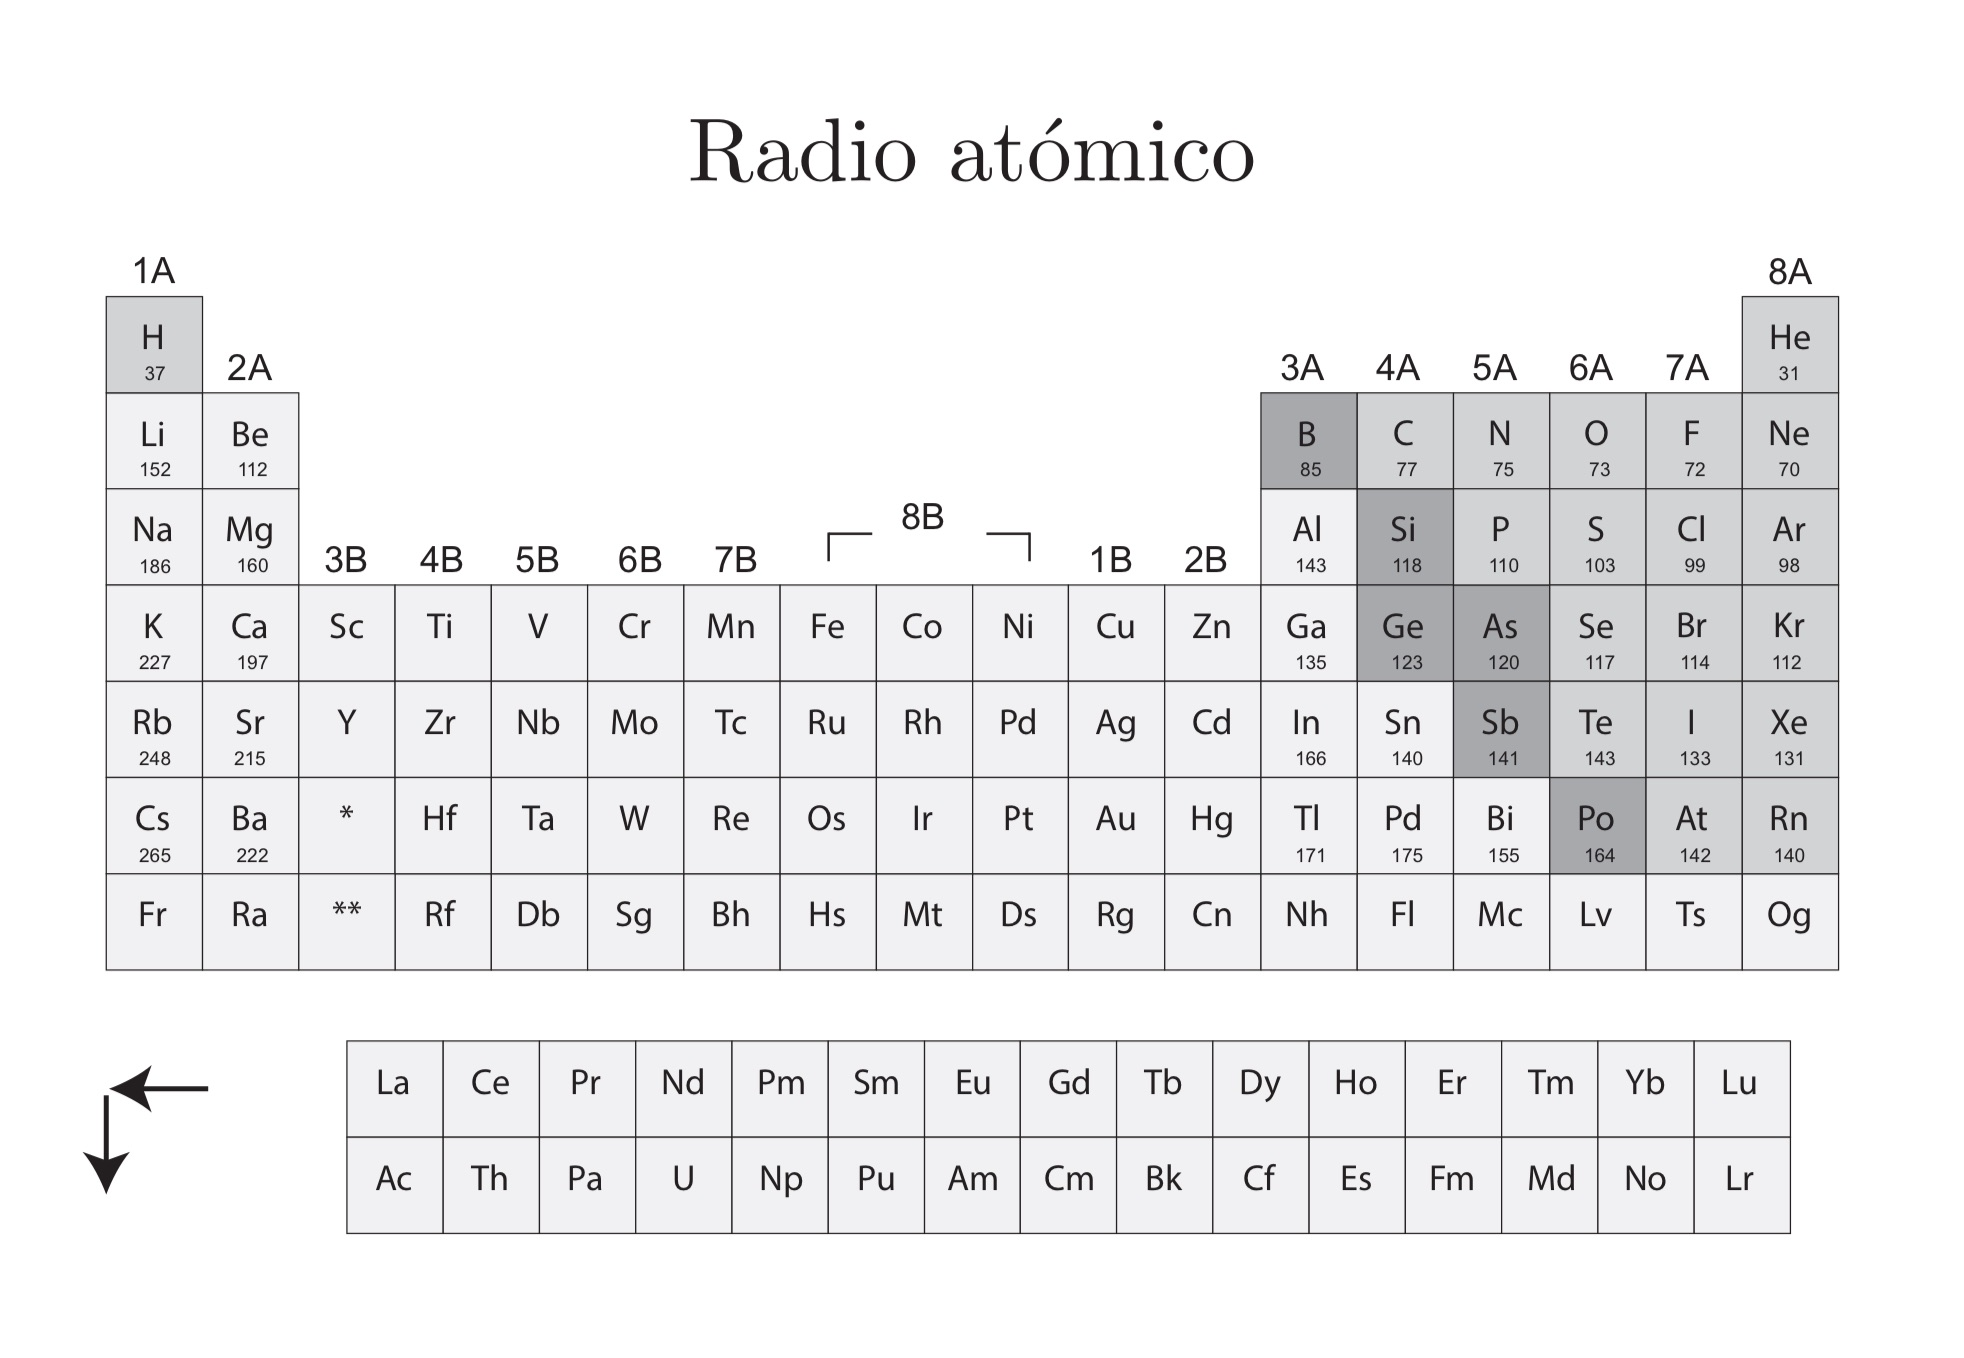 Radio atómico
1A 8A
H He
37 2A 3A 4A 5A 6A 7A 31
Li Be B C N O F Ne
152 112 85 77 75 73 72 70
8B
Na Mg Al Si P S Cl Ar
186 160 3B 4B 5B 6B 7B 1B 2B 143 118 110 103 99 98
K Ca Sc Ti V Cr Mn Fe Co Ni Cu Zn Ga Ge As Se Br Kr
227 197 135 123 120 117 114 112
Rb Sr Y Zr Nb Mo Tc Ru Rh Pd Ag Cd In Sn Sb Te I Xe
248 215 166 140 141 143 133 131
Cs Ba * Hf Ta W Re Os Ir Pt Au Hg Tl Pd Bi Po At Rn
265 222 171 175 155 164 142 140
Fr Ra ** Rf Db Sg Bh Hs Mt Ds Rg Cn Nh Fl Mc Lv Ts Og
La Ce Pr Nd Pm Sm Eu Gd Tb Dy Ho Er Tm Yb Lu
Ac Th Pa U Np Pu Am Cm Bk Cf Es Fm Md No Lr